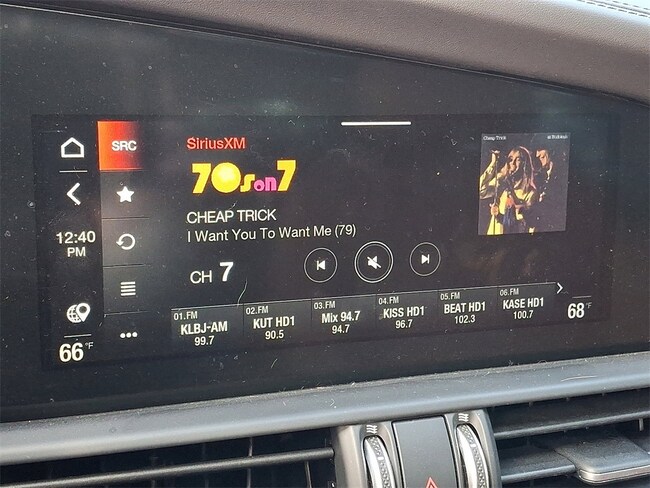 SRC
SiriusXM
70s on 7
CHEAP TRICK
I Want You To Want Me (79)
12:40
PM
CH 7
01.FM
KLBJ-AM
99.7
02.FM
KUT HD1
90.5
03.FM
Mix 94.7
94.7
04.FM
KISS HD1
96.7
05.FM
BEAT HD1
102.3
06.FM
KASE HD1
100.7
66°F
68°F
Cheap Trick
at Budokan